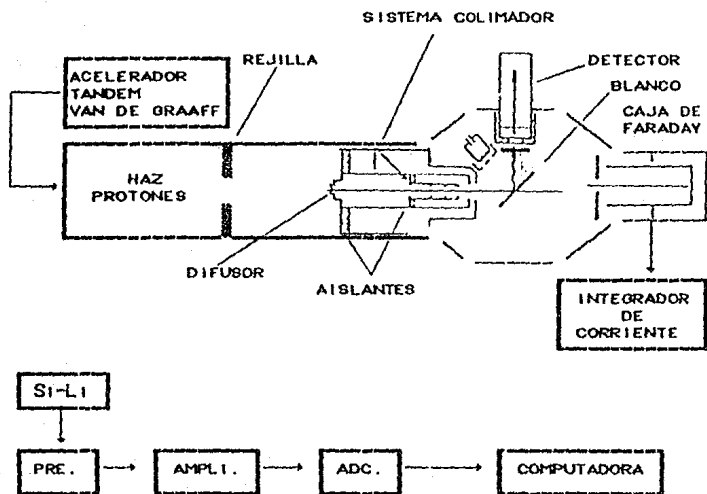 SISTEMA COLIMADOR
DETECTOR
REJILLA
ACELERADOR
TANDEM
VAN DE GRAAFF
BLANCO
CAJA DE
FARADAY
HAZ
PROTONES
DIFUSOR
AISLANTES
INTEGRADOR
DE
CORRIENTE
Si-Li
PRE.
AMPLI.
ADC.
COMPUTADORA